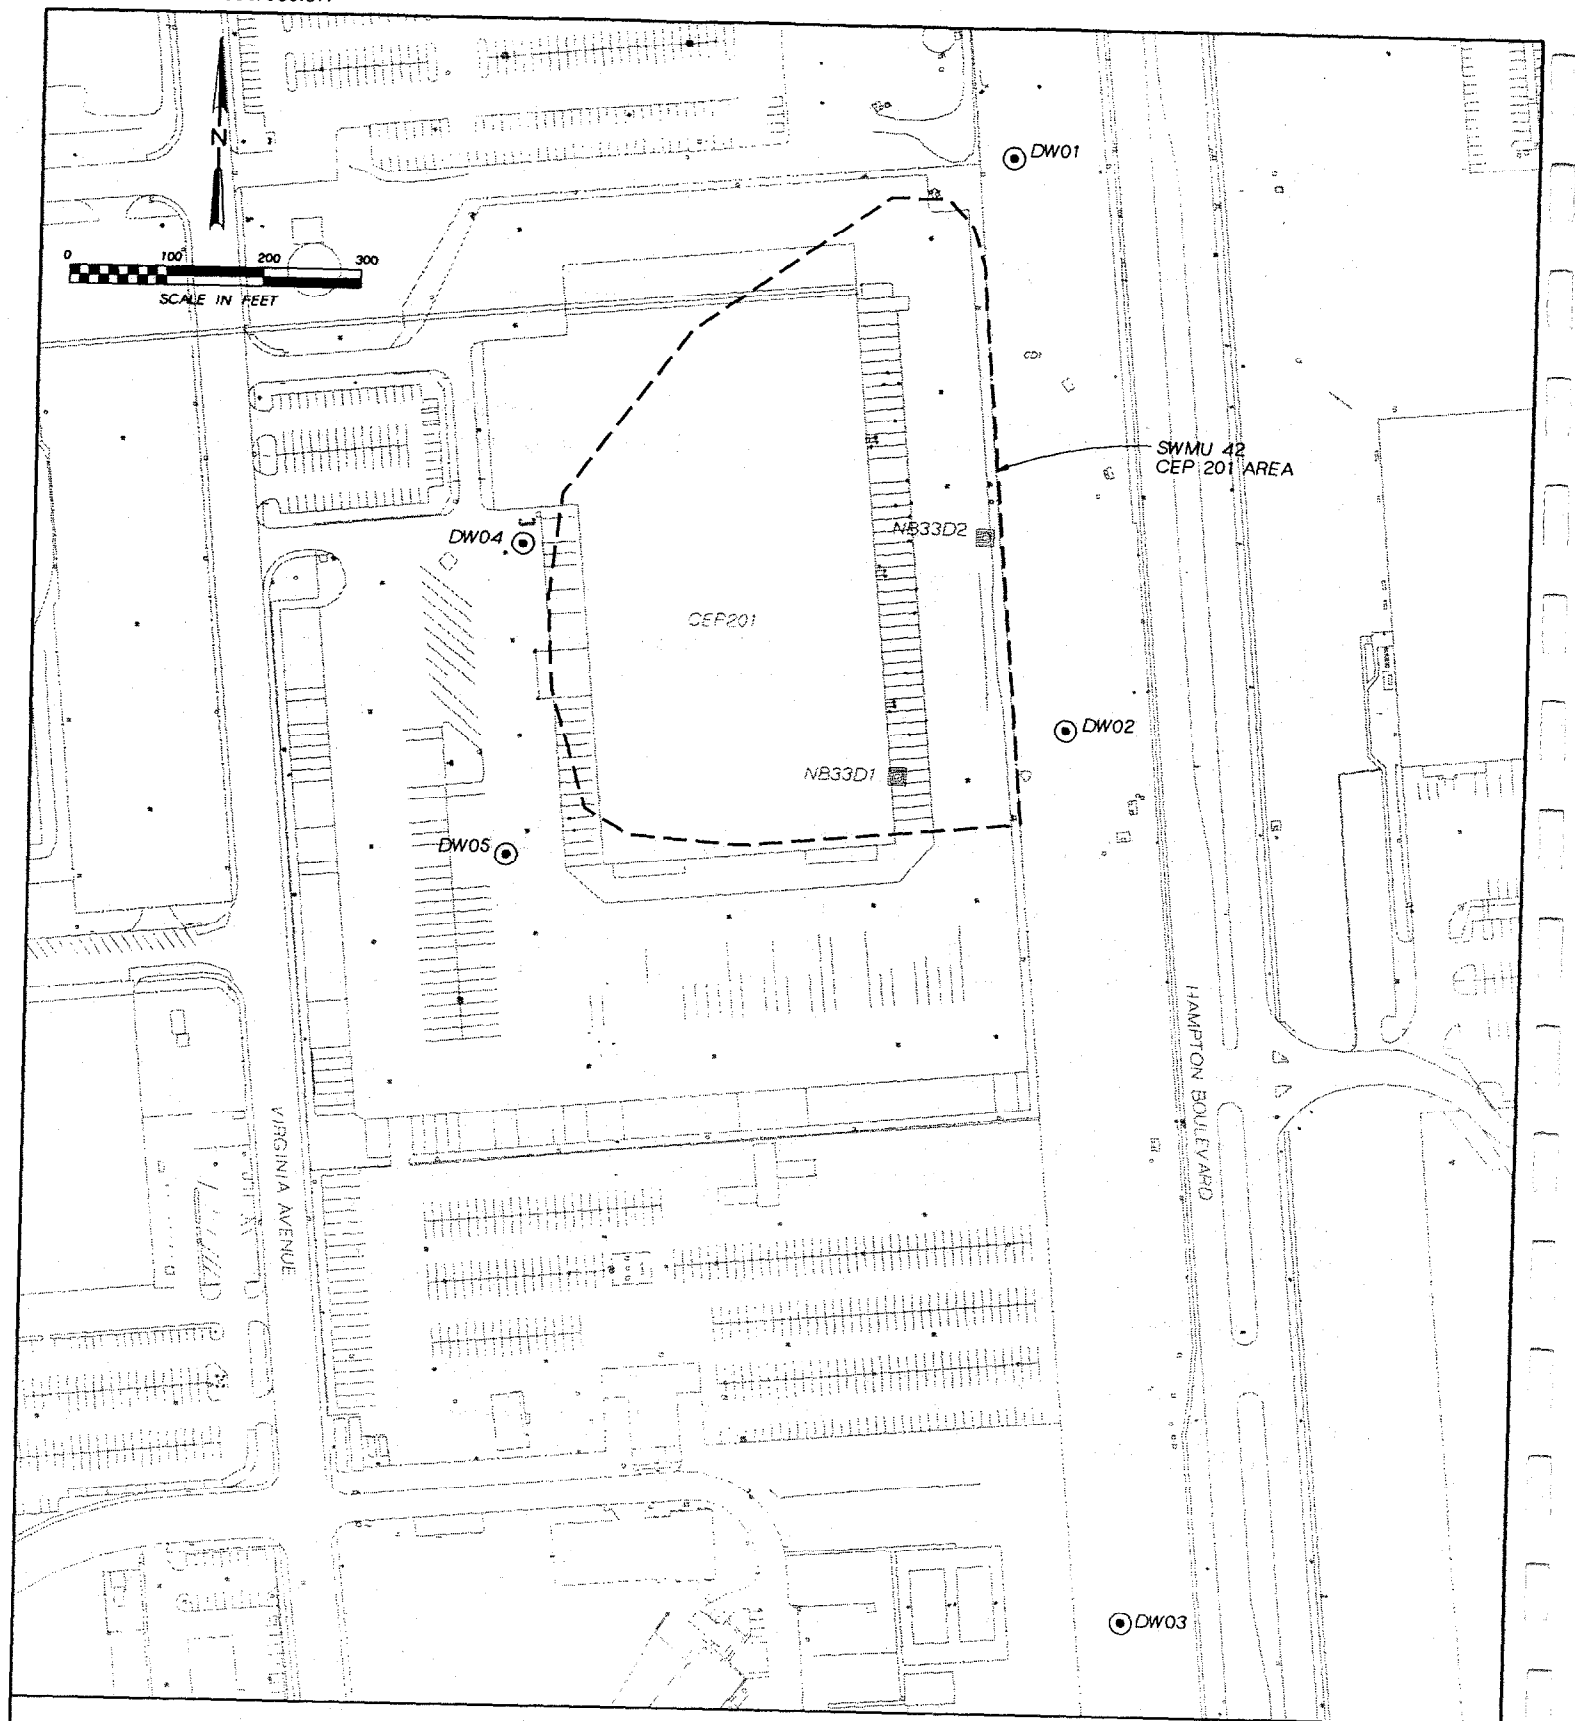 N
DW01
0 100 200 300
SCALE IN FEET
CD1
SWMU 42
CEP 201 AREA
NB33D2
DW04
CEP201
DW02
NB33D1
DW05
HAMPTON BOULEVARD
VIRGINIA AVENUE
DW03